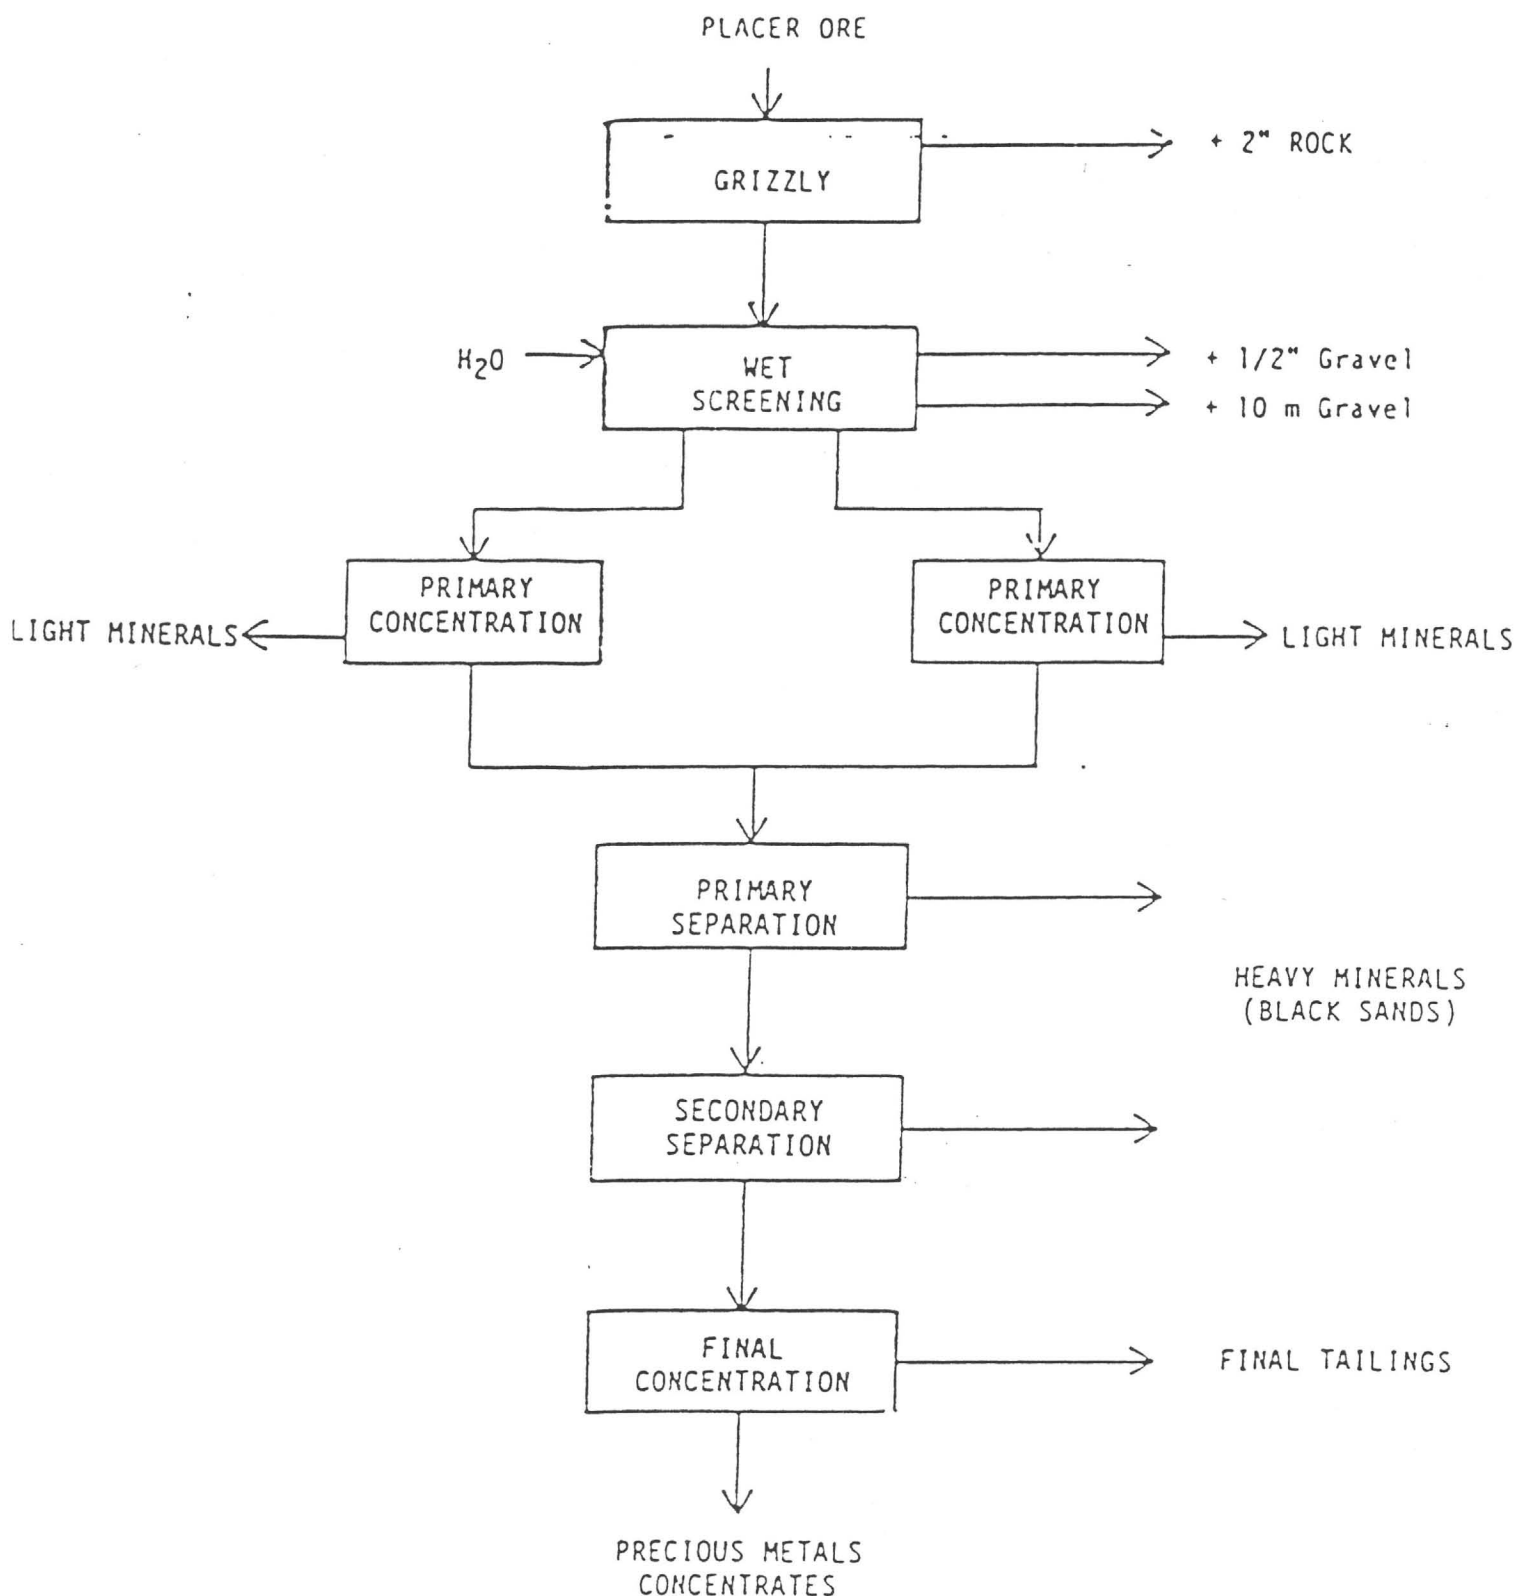 PLACER ORE
+ 2" ROCK
GRIZZLY
H2O
WET
SCREENING
+ 1/2" Gravel
+ 10 m Gravel
PRIMARY
CONCENTRATION
PRIMARY
CONCENTRATION
LIGHT MINERALS
LIGHT MINERALS
PRIMARY
SEPARATION
HEAVY MINERALS
(BLACK SANDS)
SECONDARY
SEPARATION
FINAL
CONCENTRATION
FINAL TAILINGS
PRECIOUS METALS
CONCENTRATES